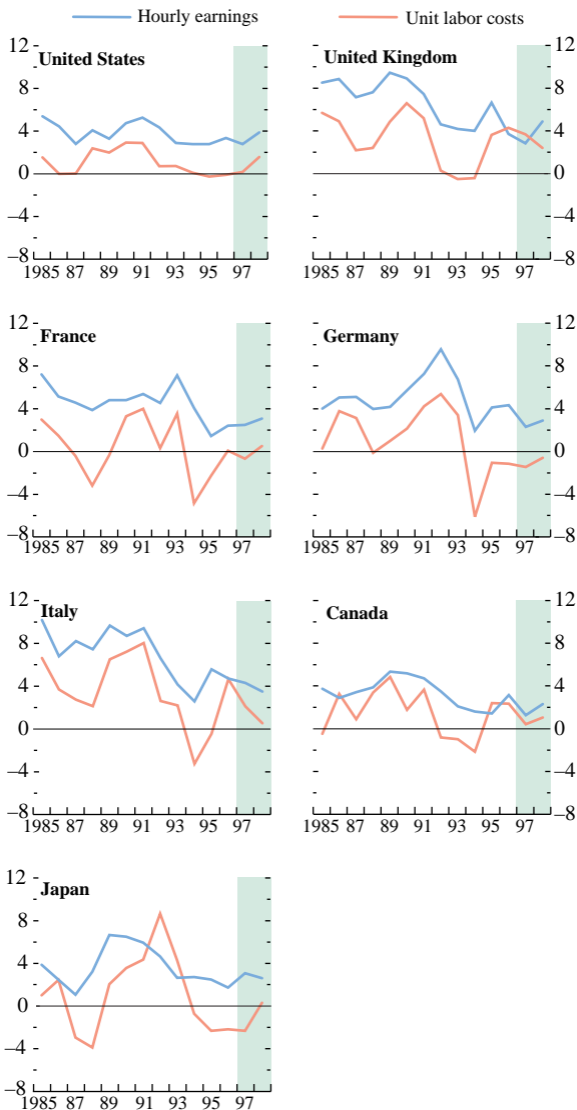 Hourly earnings Unit labor costs
12 United States United Kingdom 12
8 8
4 4
0 0
–4 –4
–8 –8
1985 87 89 91 93 95 97 1985 87 89 91 93 95 97
12 France Germany 12
8 8
4 4
0 0
–4 –4
–8 –8
1985 87 89 91 93 95 97 1985 87 89 91 93 95 97
12 Italy Canada 12
8 8
4 4
0 0
–4 –4
–8 –8
1985 87 89 91 93 95 97 1985 87 89 91 93 95 97
12 Japan
8
4
0
–4
–8
1985 87 89 91 93 95 97